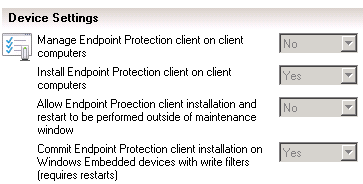 Device Settings
Manage Endpoint Protection client on client
computers
No
Install Endpoint Protection client on client
computers
Yes
Allow Endpoint Proection client installation and
restart to be performed outside of maintenance
window
No
Commit Endpoint Protection client installation on
Windows Embedded devices with write filters
(requires restarts)
Yes